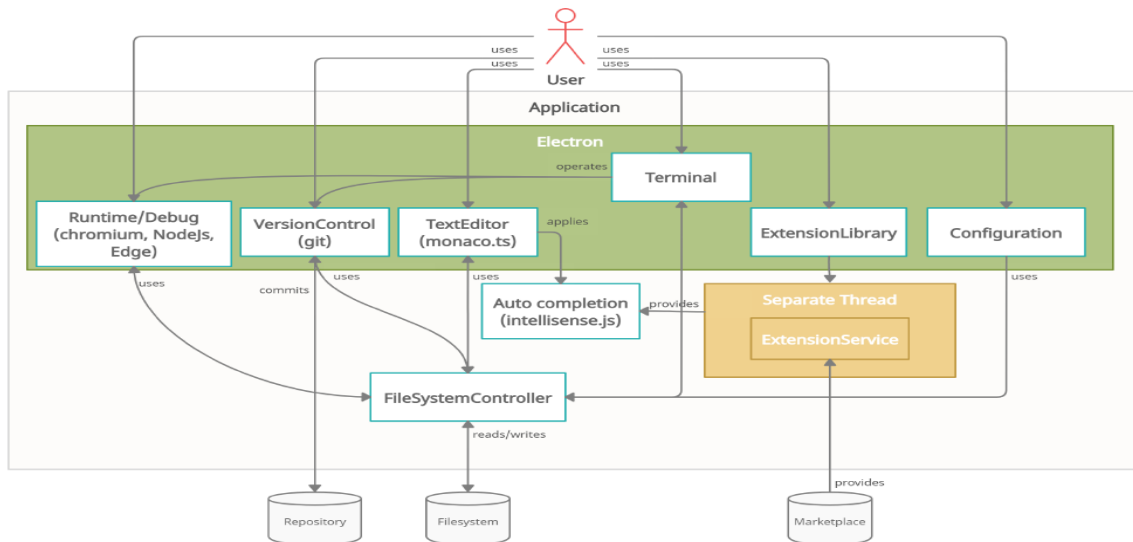 uses
uses
uses
uses
User
Application
Electron
operates
Terminal
Runtime/Debug
(chromium, NodeJs,
Edge)
VersionControl
(git)
TextEditor
(monaco.ts)
applies
ExtensionLibrary
Configuration
uses
commits
uses
uses
uses
Auto completion
(intellisense.js)
provides
Separate Thread
ExtensionService
FileSystemController
reads/writes
provides
Repository
Filesystem
Marketplace